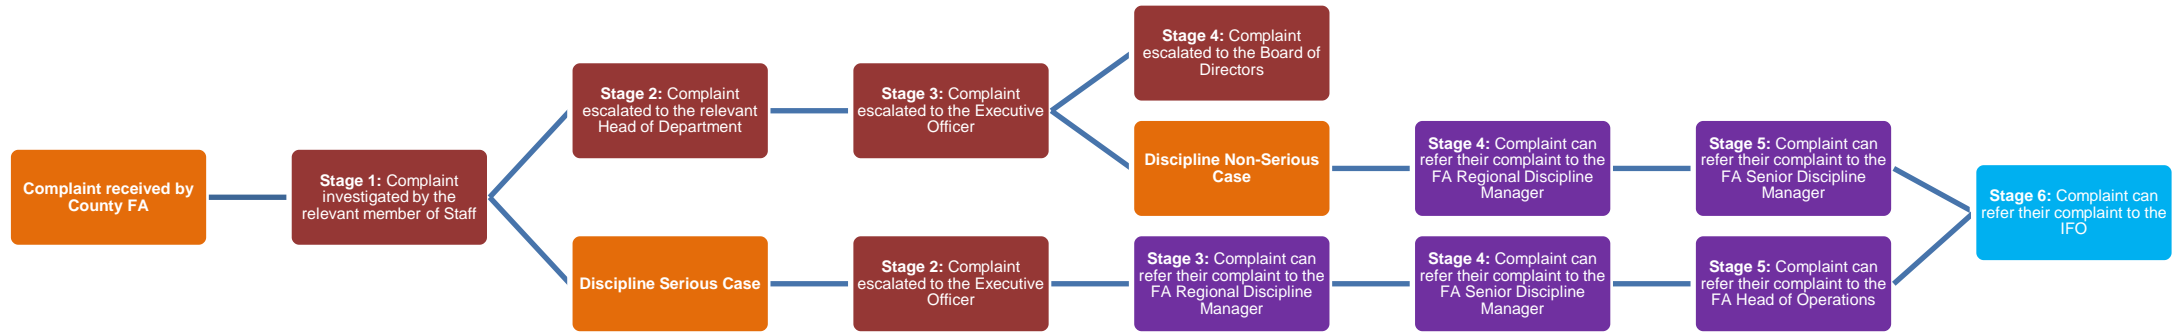 Complaint received by
County FA
Stage 1: Complaint
investigated by the
relevant member of Staff
Stage 2: Complaint
escalated to the relevant
Head of Department
Stage 3: Complaint
escalated to the Executive
Officer
Stage 4: Complaint
escalated to the Board of
Directors
Discipline Non-Serious
Case
Stage 4: Complaint can
refer their complaint to the
FA Regional Discipline
Manager
Stage 5: Complaint can
refer their complaint to the
FA Senior Discipline
Manager
Discipline Serious Case
Stage 2: Complaint
escalated to the Executive
Officer
Stage 3: Complaint can
refer their complaint to the
FA Regional Discipline
Manager
Stage 4: Complaint can
refer their complaint to the
FA Senior Discipline
Manager
Stage 5: Complaint can
refer their complaint to the
FA Head of Operations
Stage 6: Complaint can
refer their complaint to the
IFO